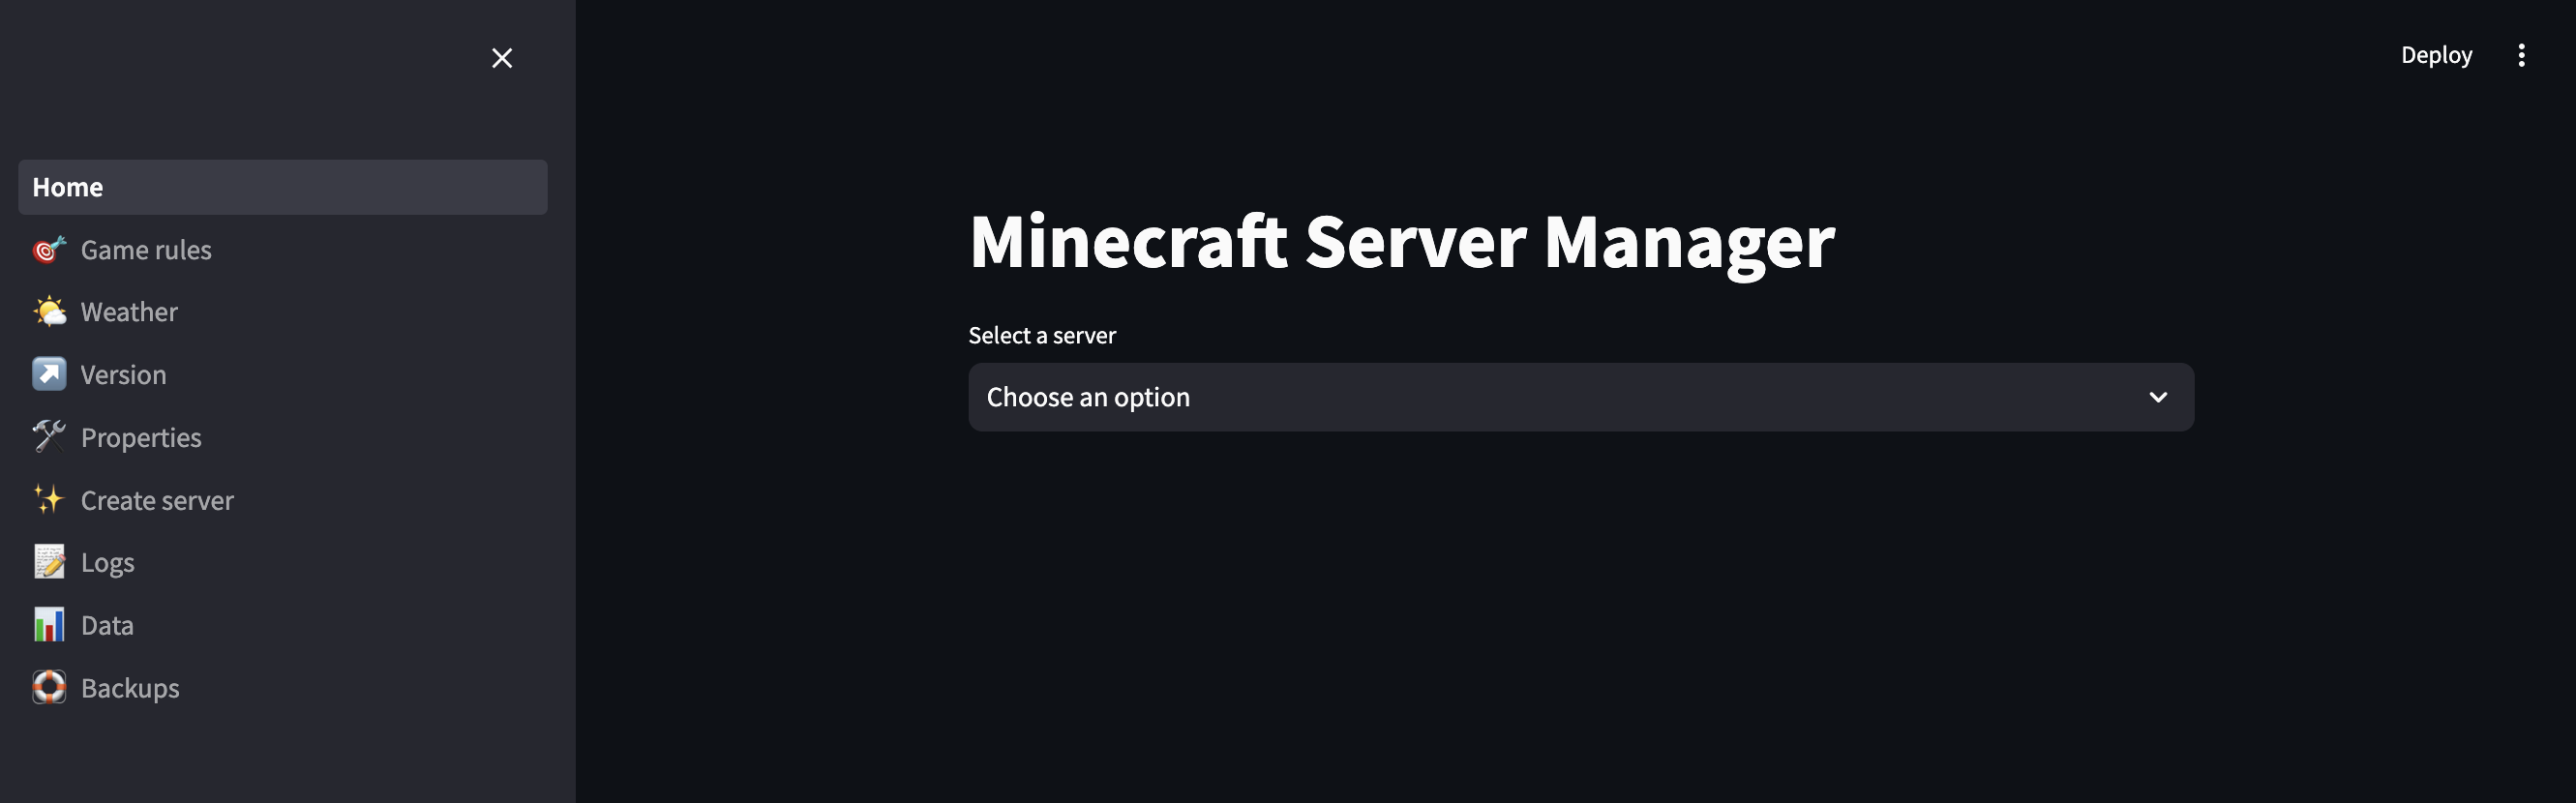 Home
Game rules
Weather
Version
Properties
Create server
Logs
Data
Backups
Deploy
Minecraft Server Manager
Select a server
Choose an option